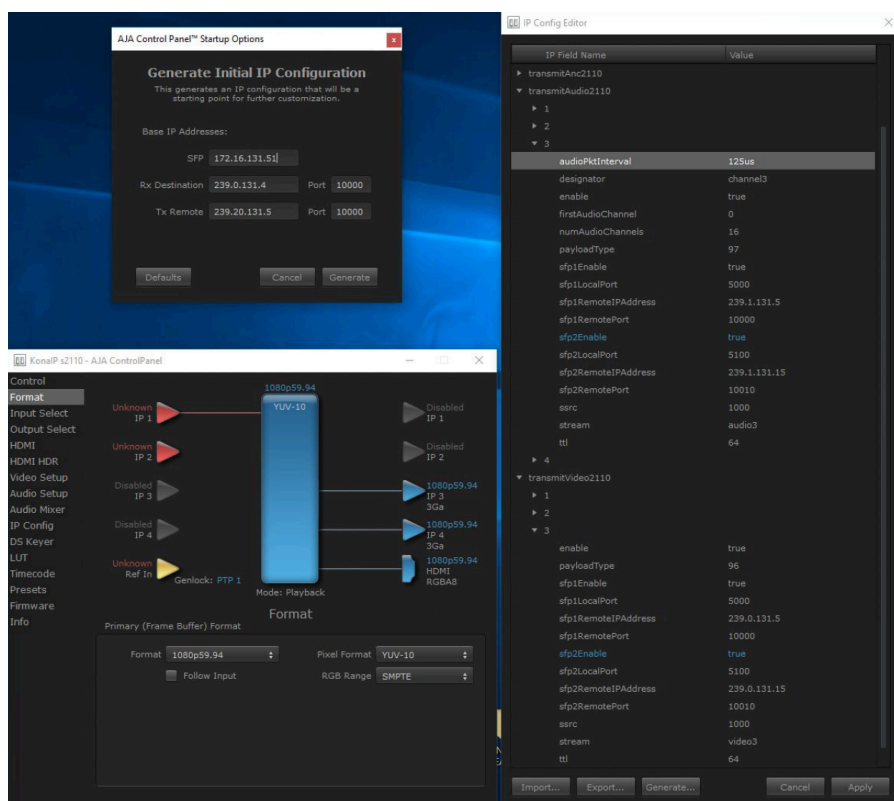 AJA Control Panel™ Startup Options
x
Generate Initial IP Configuration
This generates an IP configuration that will be a
starting point for further customization.
Base IP Addresses:
SFP 172.16.131.51
Rx Destination 239.0.131.4 Port 10000
Tx Remote 239.20.131.5 Port 10000
Defaults Cancel Generate
KonaIP s2110 - AJA ControlPanel
Control
Format
Input Select
Output Select
HDMI
HDMI HDR
Video Setup
Audio Setup
Audio Mixer
IP Config
DS Keyer
LUT
Timecode
Presets
Firmware
Info
Unknown
IP 1
Unknown
IP 2
Disabled
IP 3
Disabled
IP 4
Unknown
Ref In
Genlock: PTP 1
1080p59.94
YUV-10
Mode: Playback
Disabled
IP 1
Disabled
IP 2
1080p59.94
IP 3
3Ga
1080p59.94
IP 4
3Ga
1080p59.94
HDMI
RGBA8
Format
Primary (Frame Buffer) Format
Format 1080p59.94 Pixel Format YUV-10
Follow Input RGB Range SMPTE
IP Config Editor
IP Field Name Value
transmitAnc2110
transmitAudio2110
1
2
3
audioPktInterval 125us
designator channel3
enable true
firstAudioChannel 0
numAudioChannels 16
payloadType 97
sfp1Enable true
sfp1LocalPort 5000
sfp1RemoteIPAddress 239.1.131.5
sfp1RemotePort 10000
sfp2Enable true
sfp2LocalPort 5100
sfp2RemoteIPAddress 239.1.131.15
sfp2RemotePort 10010
ssrc 1000
stream audio3
ttl 64
4
transmitVideo2110
1
2
3
enable true
payloadType 96
sfp1Enable true
sfp1LocalPort 5000
sfp1RemoteIPAddress 239.0.131.5
sfp1RemotePort 10000
sfp2Enable true
sfp2LocalPort 5100
sfp2RemoteIPAddress 239.0.131.15
sfp2RemotePort 10010
ssrc 1000
stream video3
ttl 64
Import... Export... Generate... Cancel Apply